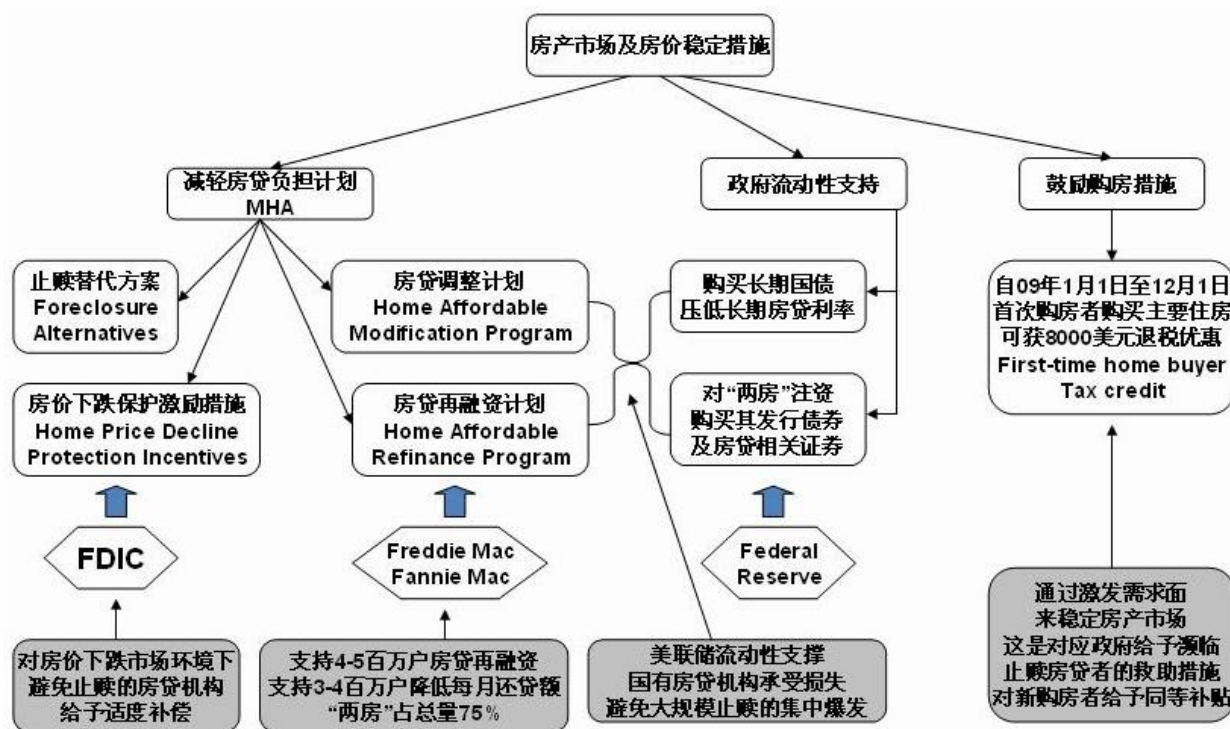 房产市场及房价稳定措施
减轻房贷负担计划
MHA
政府流动性支持
鼓励购房措施
止赎替代方案
Foreclosure
Alternatives
房贷调整计划
Home Affordable
Modification Program
购买长期国债
压低长期房贷利率
自09年1月1日至12月1日
首次购房者购买主要住房
可获8000美元退税优惠
First-time home buyer
Tax credit
房价下跌保护激励措施
Home Price Decline
Protection Incentives
房贷再融资计划
Home Affordable
Refinance Program
对“两房”注资
购买其发行债券
及房贷相关证券
FDIC
Freddie Mac
Fannie Mac
Federal
Reserve
对房价下跌市场环境下
避免止赎的房贷机构
给予适度补偿
支持4-5百万户房贷再融资
支持3-4百万户降低每月还贷额
“两房”占总量75%
美联储流动性支撑
国有房贷机构承受损失
避免大规模止赎的集中爆发
通过激发需求面
来稳定房产市场
这是对应政府给予濒临
止赎房贷者的救助措施
对新购房者给予同等补贴